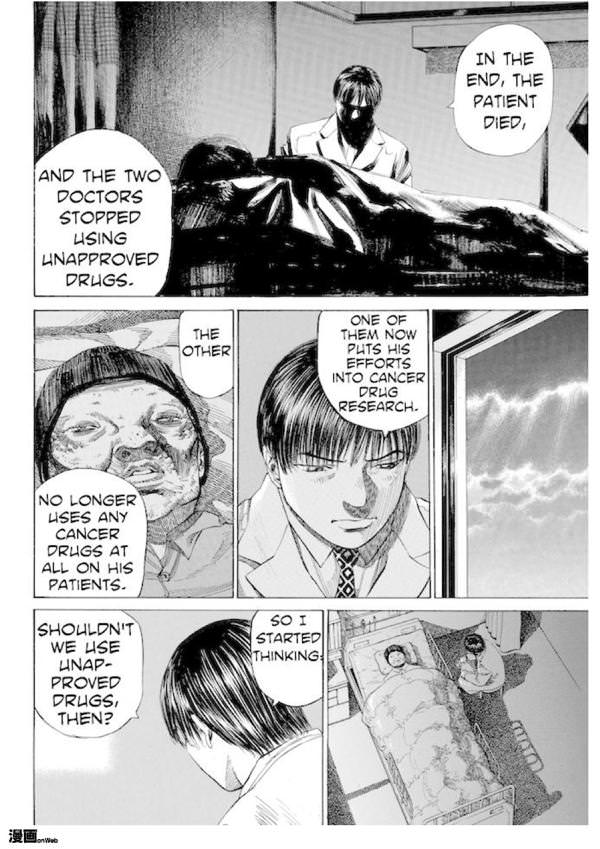 IN THE
END, THE
PATIENT
DIED,
AND THE TWO
DOCTORS
STOPPED
USING
UNAPPROVED
DRUGS.
ONE OF
THEM NOW
PUTS HIS
EFFORTS
INTO CANCER
DRUG
RESEARCH.
THE
OTHER
NO LONGER
USES ANY
CANCER
DRUGS AT
ALL ON HIS
PATIENTS.
SO I
STARTED
THINKING:
SHOULDN'T
WE USE
UNAP-
PROVED
DRUGS,
THEN?
漫画onWeb